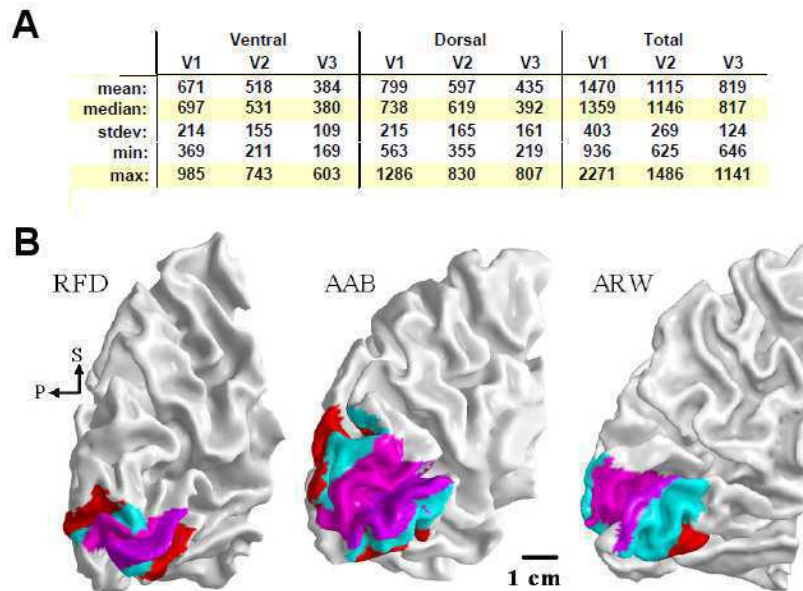 A
Ventral Dorsal Total
V1 V2 V3 V1 V2 V3 V1 V2 V3
mean: 671 518 384 799 597 435 1470 1115 819
median: 697 531 380 738 619 392 1359 1146 817
stdev: 214 155 109 215 165 161 403 269 124
min: 369 211 169 563 355 219 936 625 646
max: 985 743 603 1286 830 807 2271 1486 1141
B
RFD AAB ARW
S
P
1 cm